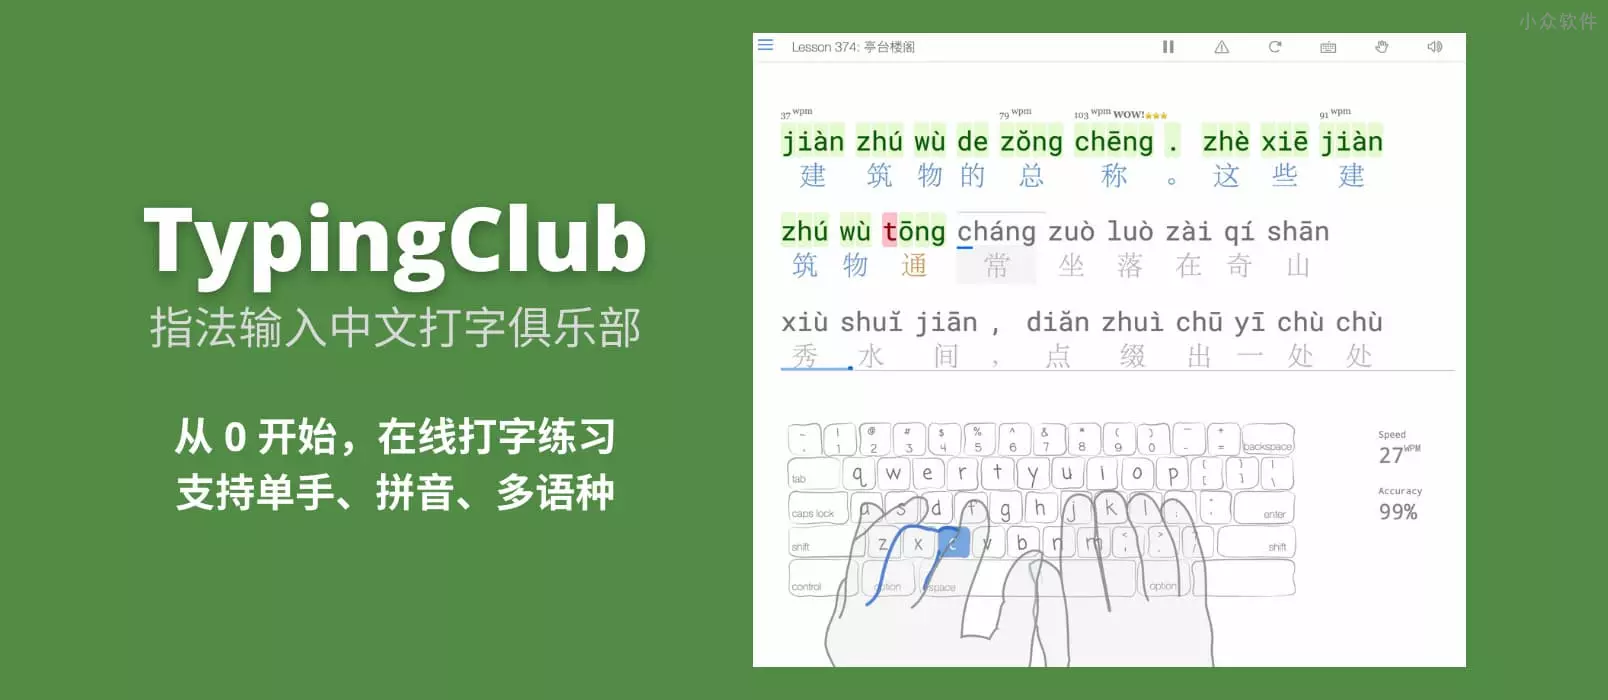 小众软件
TypingClub
指法输入中文打字俱乐部
从 0 开始，在线打字练习
支持单手、拼音、多语种
Lesson 374: 亭台楼阁
37 wpm 79 wpm 103 wpm WOW! 91 wpm
jiàn zhú wù de zǒng chēng . zhè xiē jiàn
建 筑 物 的 总 称 。 这 些 建
zhú wù tōng cháng zuò luò zài qí shān
筑 物 通 常 坐 落 在 奇 山
xiù shuǐ jiān , diǎn zhuì chū yī chù chù
秀 水 间 ， 点 缀 出 一 处 处
~ ! @ # $ % ^ & * ( ) _ +
2 3 4 5 6 7 8 9 0 - = backspace
tab q w e r t y u i o p [ ] \
caps lock a s d f g h j k l ; enter
shift z x c v b n m < > ? shift
control option space option
Speed
27 WPM
Accuracy
99%